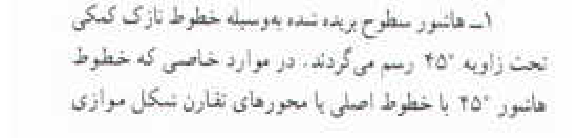 ۱ــ هاشور سطوح بریده شده به‌وسیله خطوط نازک کمکی
تحت زاویه °۴۵ رسم می‌گردند. در موارد خاصی که خطوط
هاشور °۴۵ با خطوط اصلی یا محورهای تقارن شکل موازی